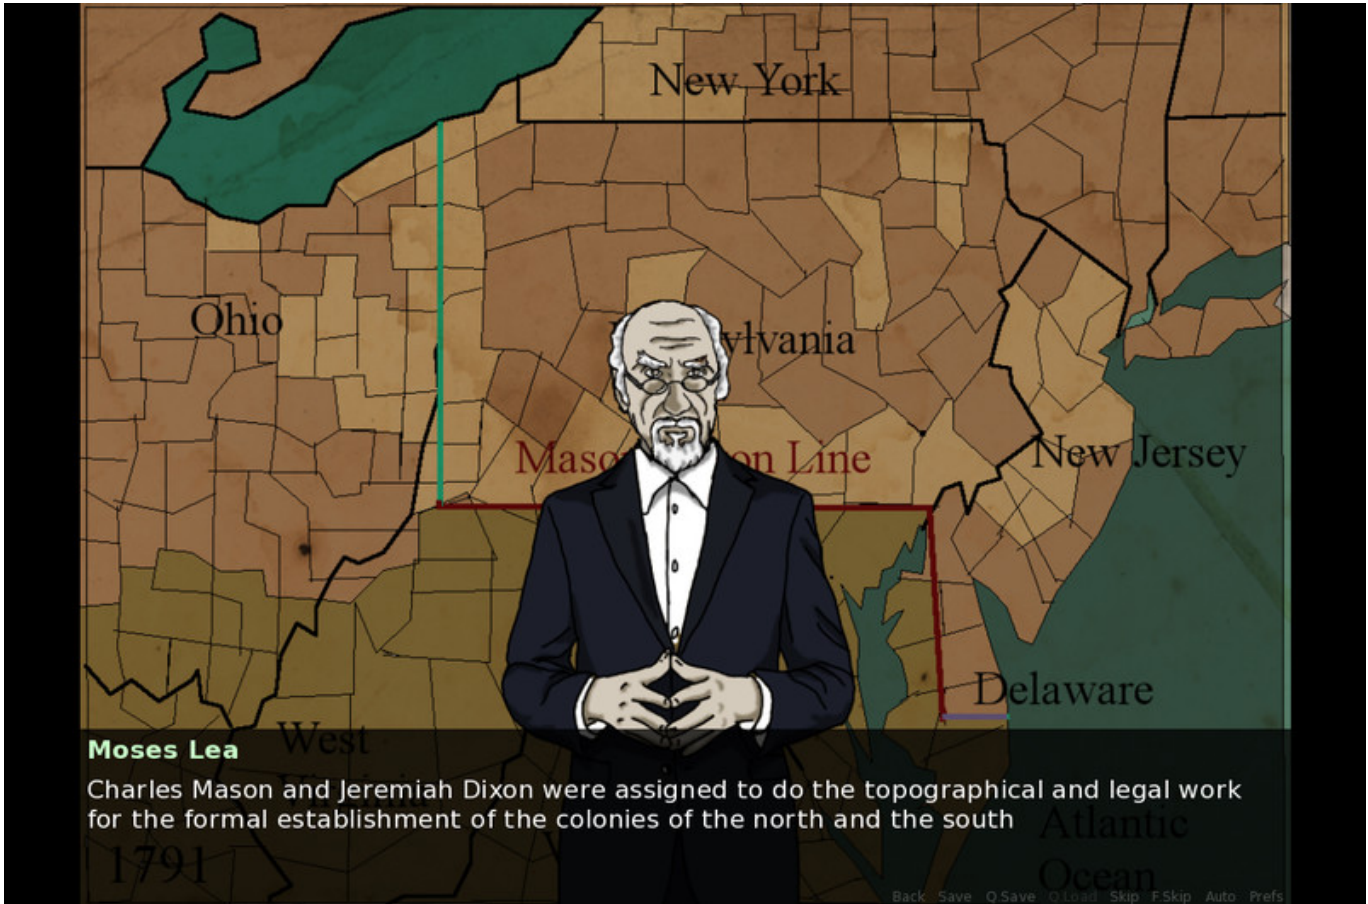 New York
Ohio
ylvania
Maso on Line
New Jersey
Delaware
West
Virginia
Atlantic
Ocean
1791
Moses Lea
Charles Mason and Jeremiah Dixon were assigned to do the topographical and legal work
for the formal establishment of the colonies of the north and the south
Back Save Q.Save Q.Load Skip F.Skip Auto Prefs